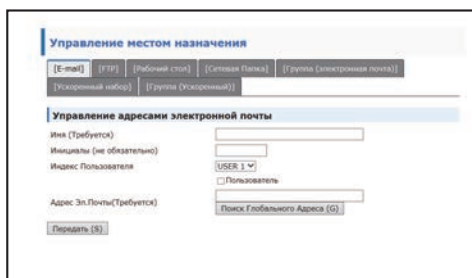 Управление местом назначения
[E-mail] [FTP] [Рабочий стол] [Сетевая Папка] [Группа (электронная почта)]
[Ускоренный набор] [Группа (Ускоренный)]
Управление адресами электронной почты
Имя (Требуется)
Инициалы (не обязательно)
Индекс Пользователя USER 1
Пользователь
Адрес Эл.Почты(Требуется)
Поиск Глобального Адреса (G)
Передать (S)